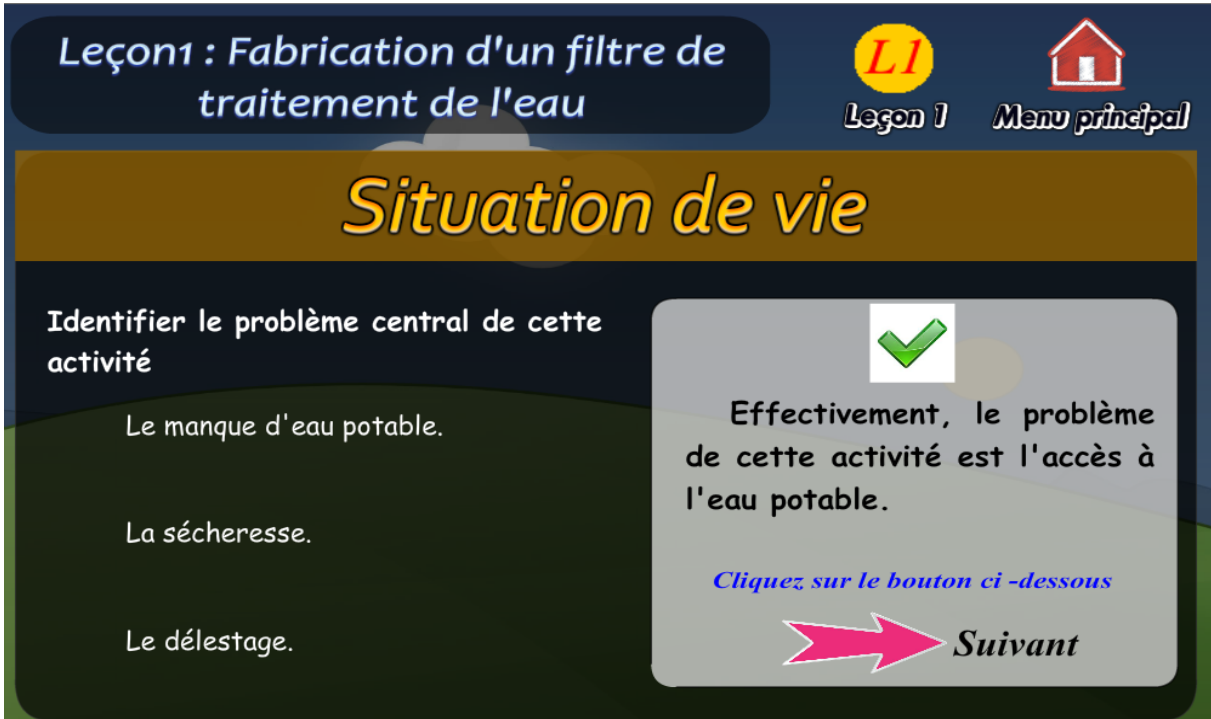 Leçon1 : Fabrication d'un filtre de
traitement de l'eau
L1
Leçon 1
Menu principal
Situation de vie
Identifier le problème central de cette
activité
Le manque d'eau potable.
La sécheresse.
Le délestage.
Effectivement, le problème
de cette activité est l'accès à
l'eau potable.
Cliquez sur le bouton ci -dessous
Suivant